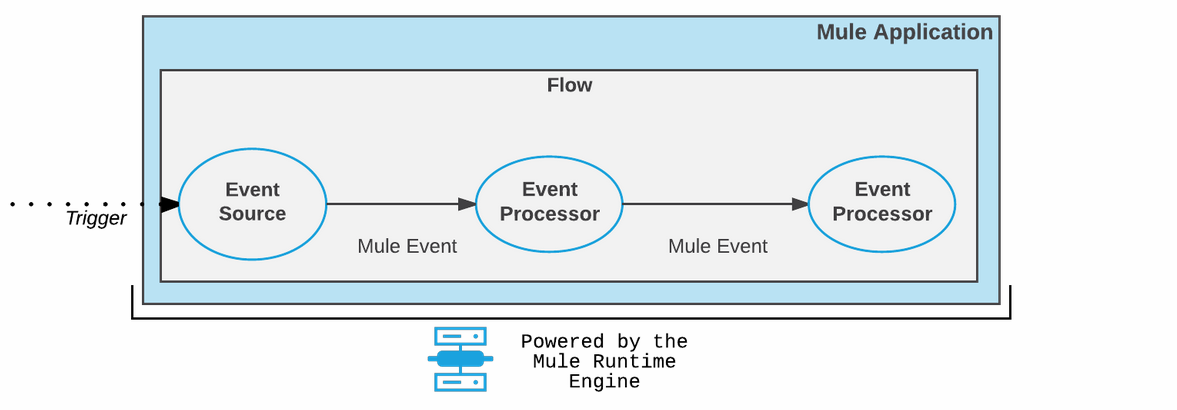 Mule Application
Flow
Event
Source
Event
Processor
Event
Processor
Trigger
Mule Event
Mule Event
Powered by the
Mule Runtime
Engine